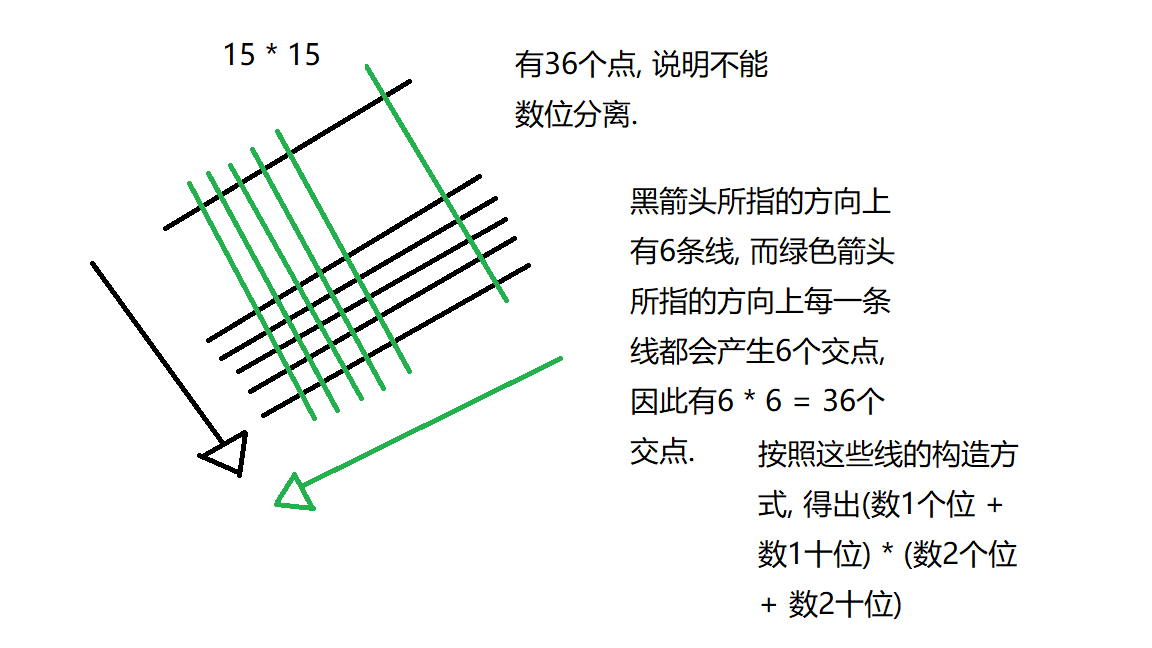 15 * 15
有36个点, 说明不能
数位分离.
黑箭头所指的方向上
有6条线, 而绿色箭头
所指的方向上每一条
线都会产生6个交点,
因此有6 * 6 = 36个
交点.
按照这些线的构造方
式, 得出(数1个位 +
数1十位) * (数2个位
+ 数2十位)